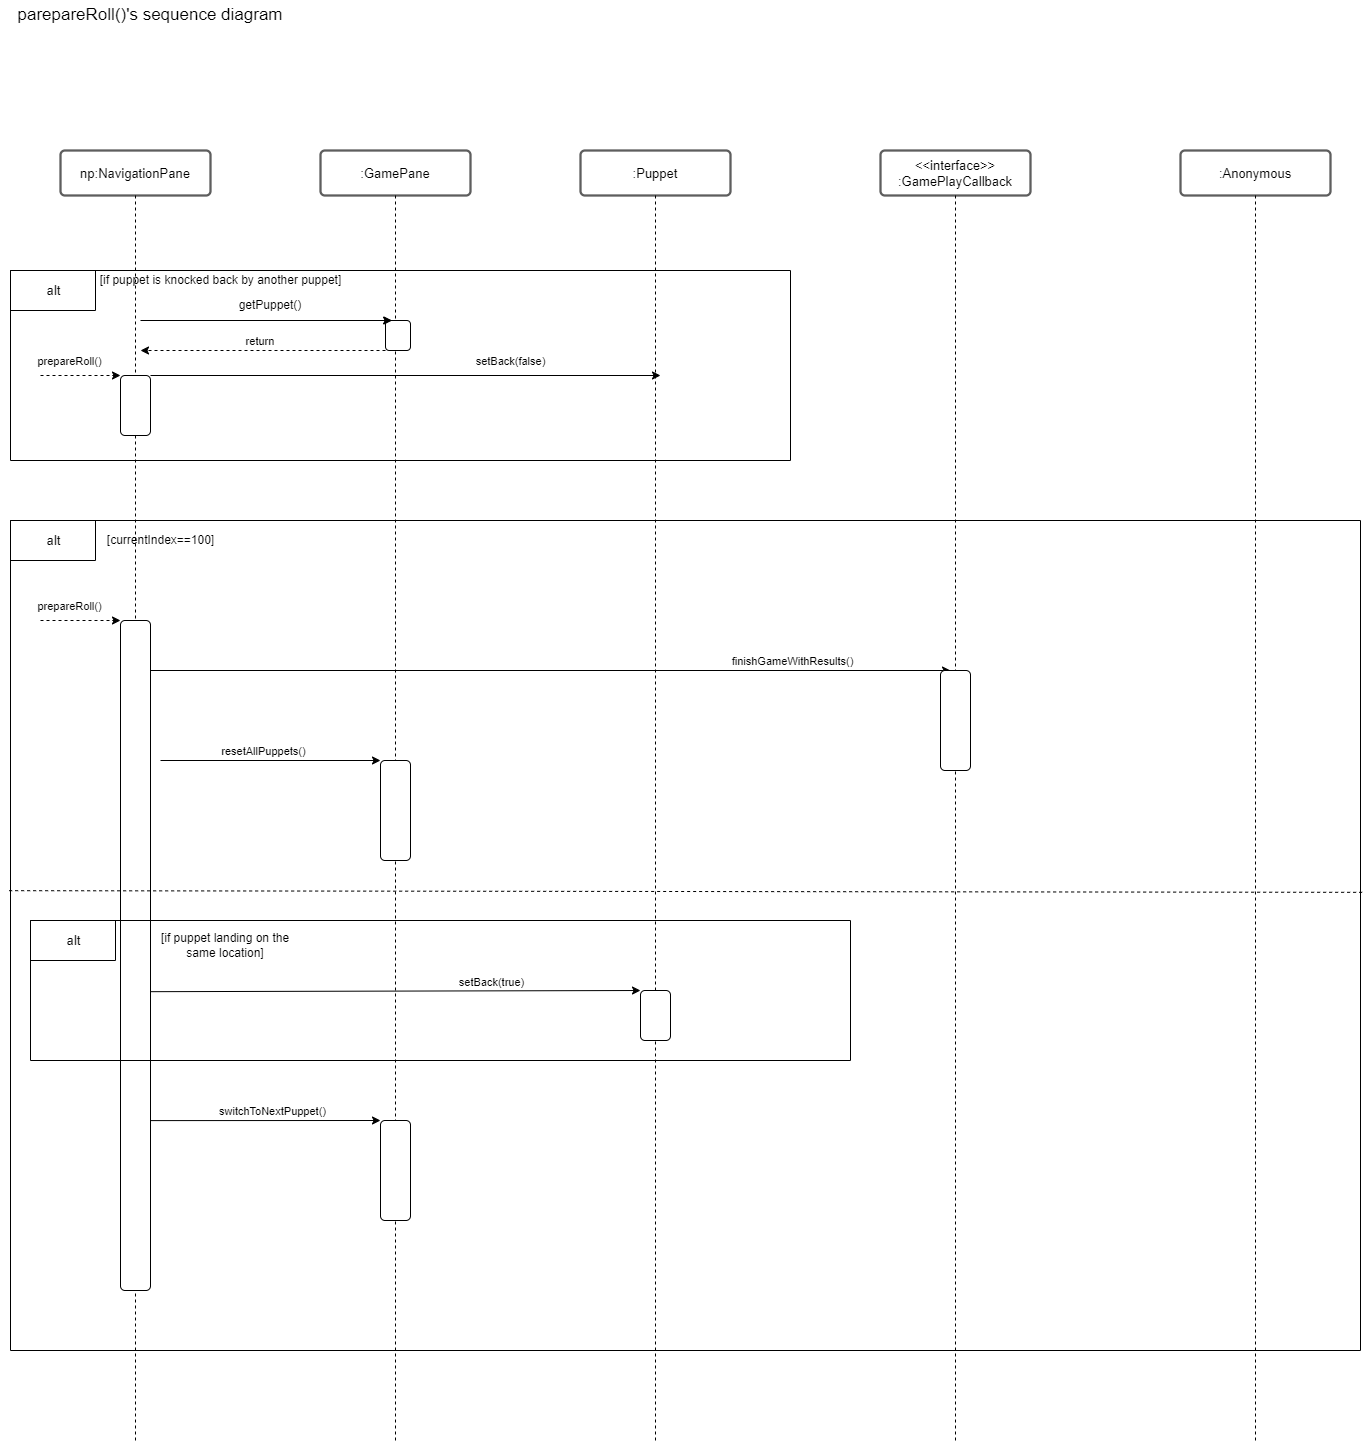 parepareRoll()'s sequence diagram
np:NavigationPane
:GamePane
:Puppet
<<interface>>
:GamePlayCallback
:Anonymous
alt
[if puppet is knocked back by another puppet]
getPuppet()
return
prepareRoll()
setBack(false)
alt
[currentIndex==100]
prepareRoll()
finishGameWithResults()
resetAllPuppets()
alt
[if puppet landing on the
same location]
setBack(true)
switchToNextPuppet()